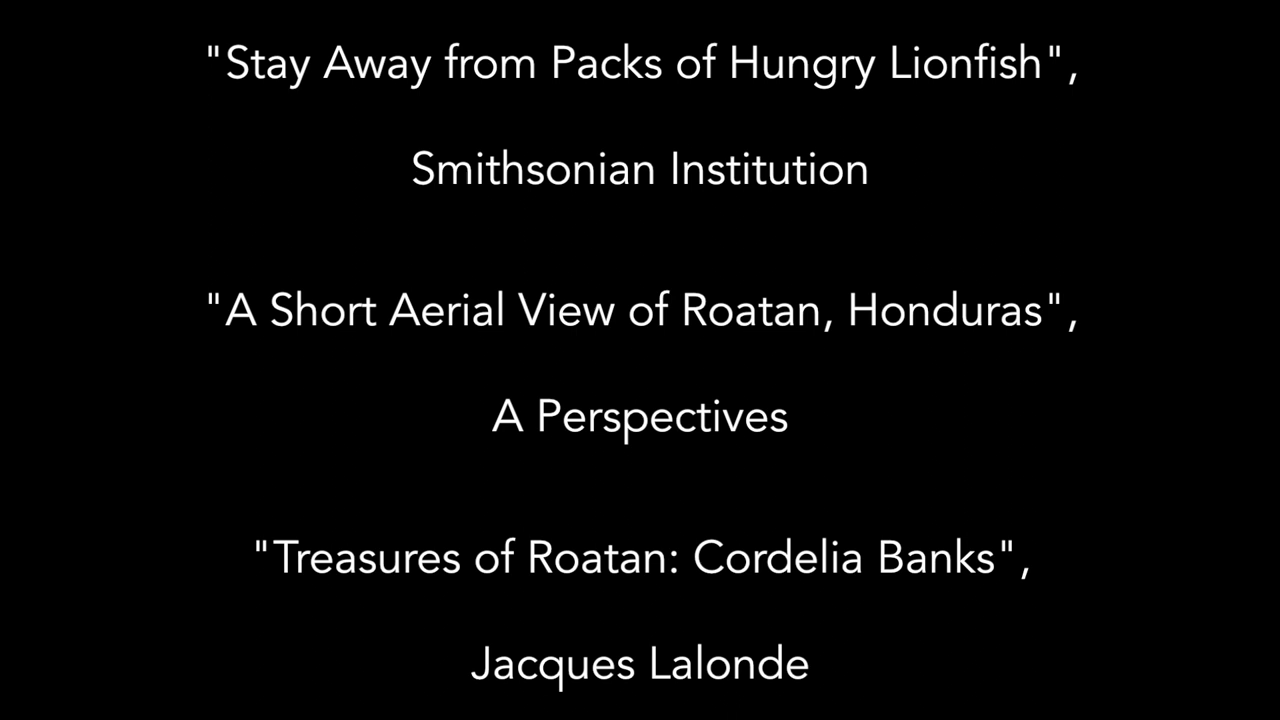 "Stay Away from Packs of Hungry Lionfish",
Smithsonian Institution
"A Short Aerial View of Roatan, Honduras",
A Perspectives
"Treasures of Roatan: Cordelia Banks",
Jacques Lalonde